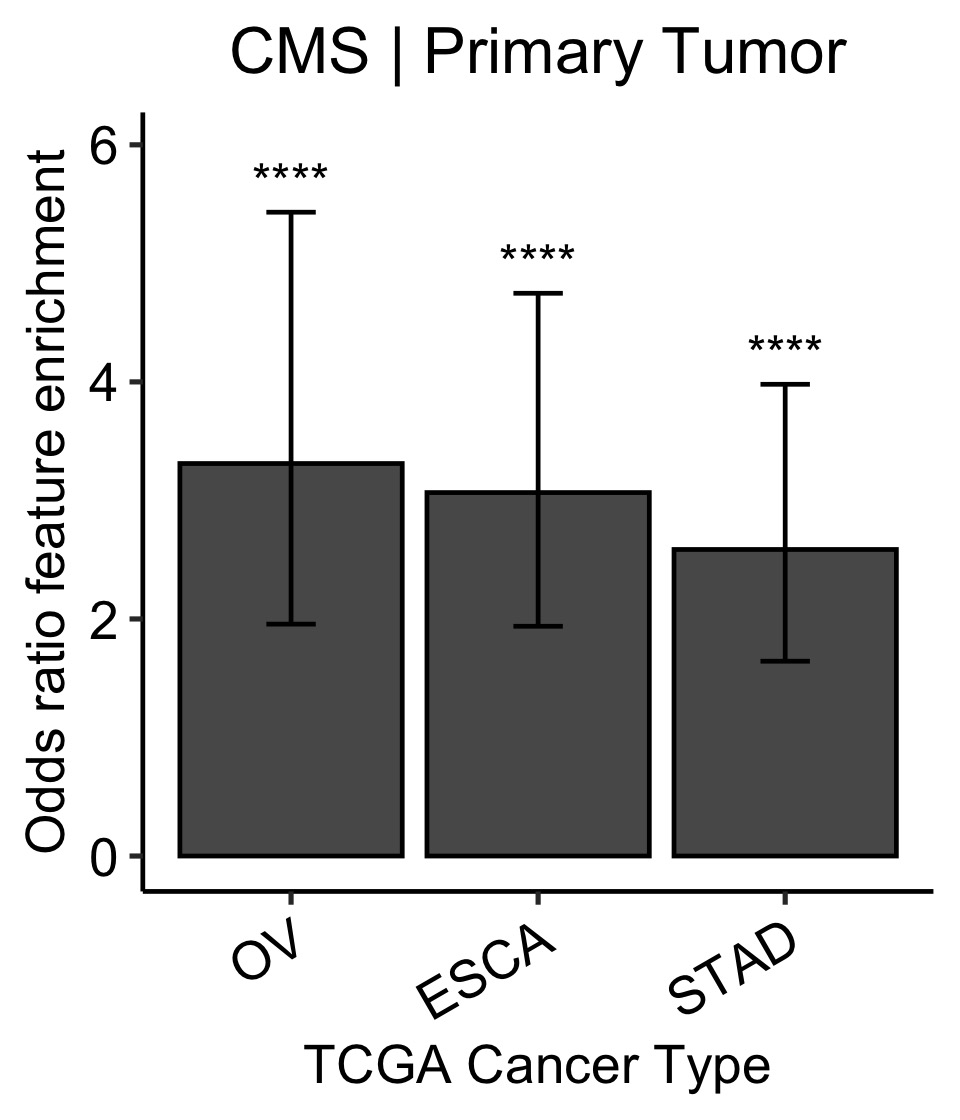 CMS | Primary Tumor
Odds ratio feature enrichment
6
4
2
0
****
****
****
OV
ESCA
STAD
TCGA Cancer Type